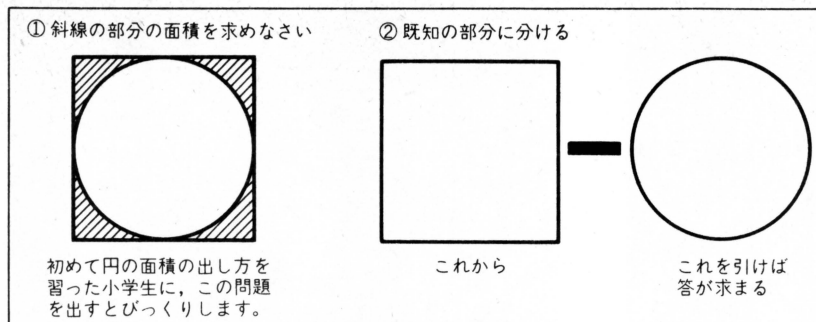 ① 斜線の部分の面積を求めなさい
② 既知の部分に分ける
初めて円の面積の出し方を
習った小学生に，この問題
を出すとびっくりします。
これから
これを引けば
答が求まる